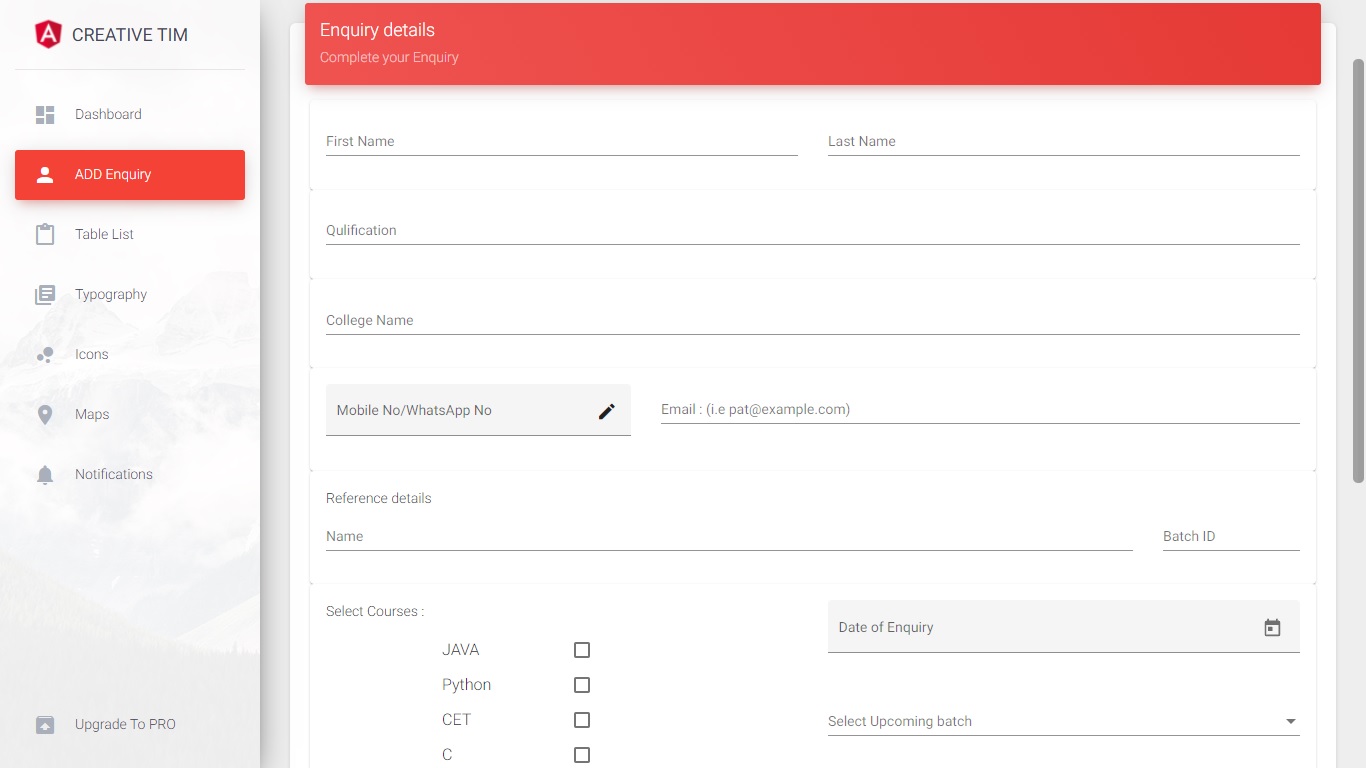 CREATIVE TIM
Dashboard
ADD Enquiry
Table List
Typography
Icons
Maps
Notifications
Upgrade To PRO
Enquiry details
Complete your Enquiry
First Name
Last Name
Qulification
College Name
Mobile No/WhatsApp No
Email : (i.e pat@example.com)
Reference details
Name
Batch ID
Select Courses :
JAVA
Python
CET
C
Date of Enquiry
Select Upcoming batch